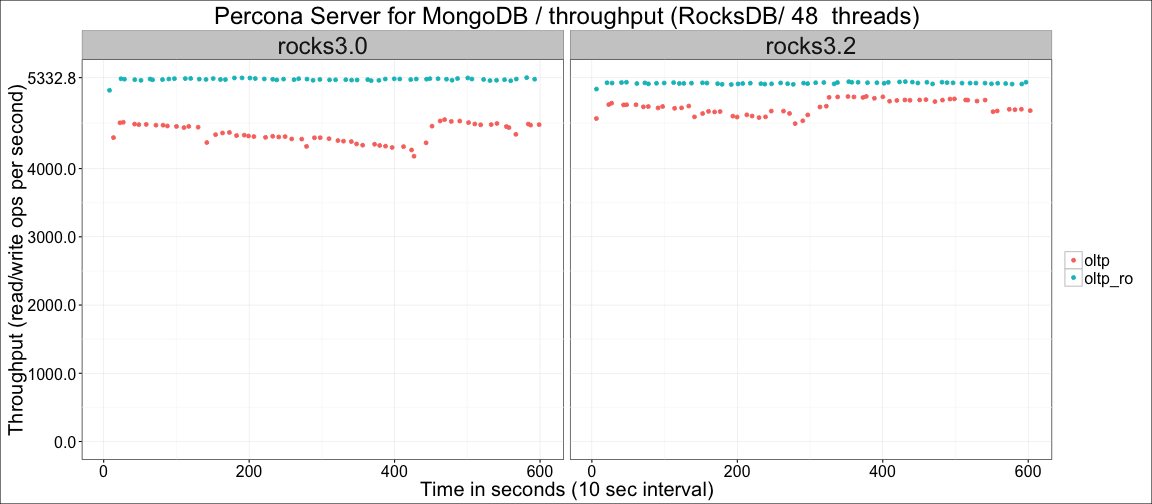 Percona Server for MongoDB / throughput (RocksDB/ 48  threads)
rocks3.0
rocks3.2
Throughput (read/write ops per second)
5332.8
4000.0
3000.0
2000.0
1000.0
0.0
0 200 400 600
0 200 400 600
Time in seconds (10 sec interval)
oltp
oltp_ro